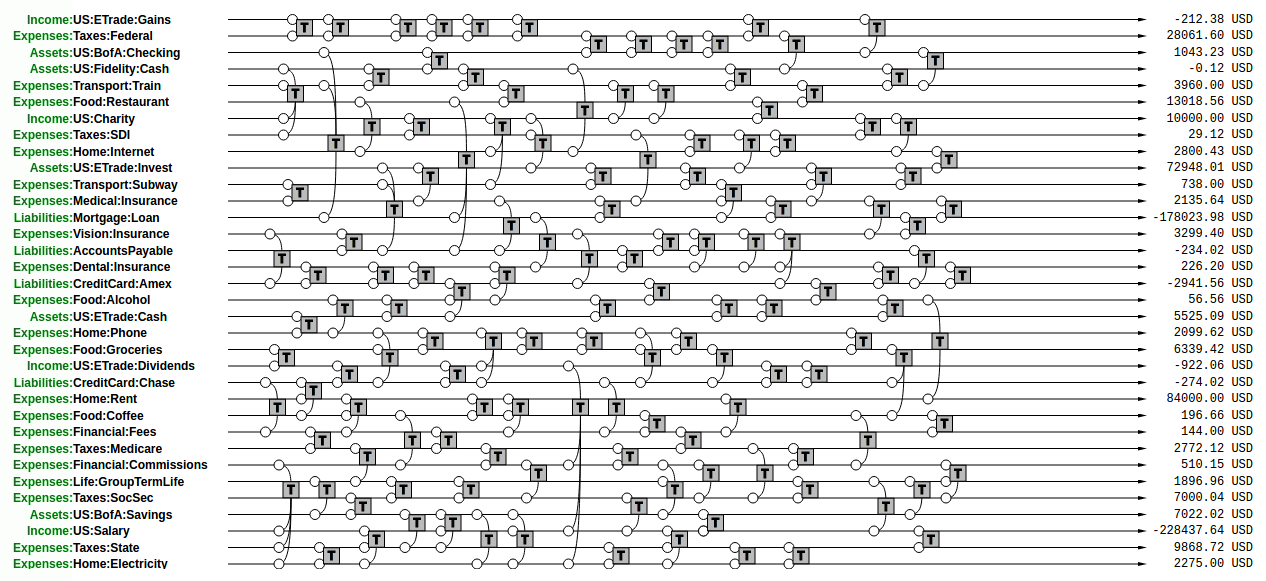 Income:US:ETrade:Gains -212.38 USD
Expenses:Taxes:Federal 28061.60 USD
Assets:US:BofA:Checking 1043.23 USD
Assets:US:Fidelity:Cash -0.12 USD
Expenses:Transport:Train 3960.00 USD
Expenses:Food:Restaurant 13018.56 USD
Income:US:Charity 10000.00 USD
Expenses:Taxes:SDI 29.12 USD
Expenses:Home:Internet 2800.43 USD
Assets:US:ETrade:Invest 72948.01 USD
Expenses:Transport:Subway 738.00 USD
Expenses:Medical:Insurance 2135.64 USD
Liabilities:Mortgage:Loan -178023.98 USD
Expenses:Vision:Insurance 3299.40 USD
Liabilities:AccountsPayable -234.02 USD
Expenses:Dental:Insurance 226.20 USD
Liabilities:CreditCard:Amex -2941.56 USD
Expenses:Food:Alcohol 56.56 USD
Assets:US:ETrade:Cash 5525.09 USD
Expenses:Home:Phone 2099.62 USD
Expenses:Food:Groceries 6339.42 USD
Income:US:ETrade:Dividends -922.06 USD
Liabilities:CreditCard:Chase -274.02 USD
Expenses:Home:Rent 84000.00 USD
Expenses:Food:Coffee 196.66 USD
Expenses:Financial:Fees 144.00 USD
Expenses:Taxes:Medicare 2772.12 USD
Expenses:Financial:Commissions 510.15 USD
Expenses:Life:GroupTermLife 1896.96 USD
Expenses:Taxes:SocSec 7000.04 USD
Assets:US:BofA:Savings 7022.02 USD
Income:US:Salary -228437.64 USD
Expenses:Taxes:State 9868.72 USD
Expenses:Home:Electricity 2275.00 USD